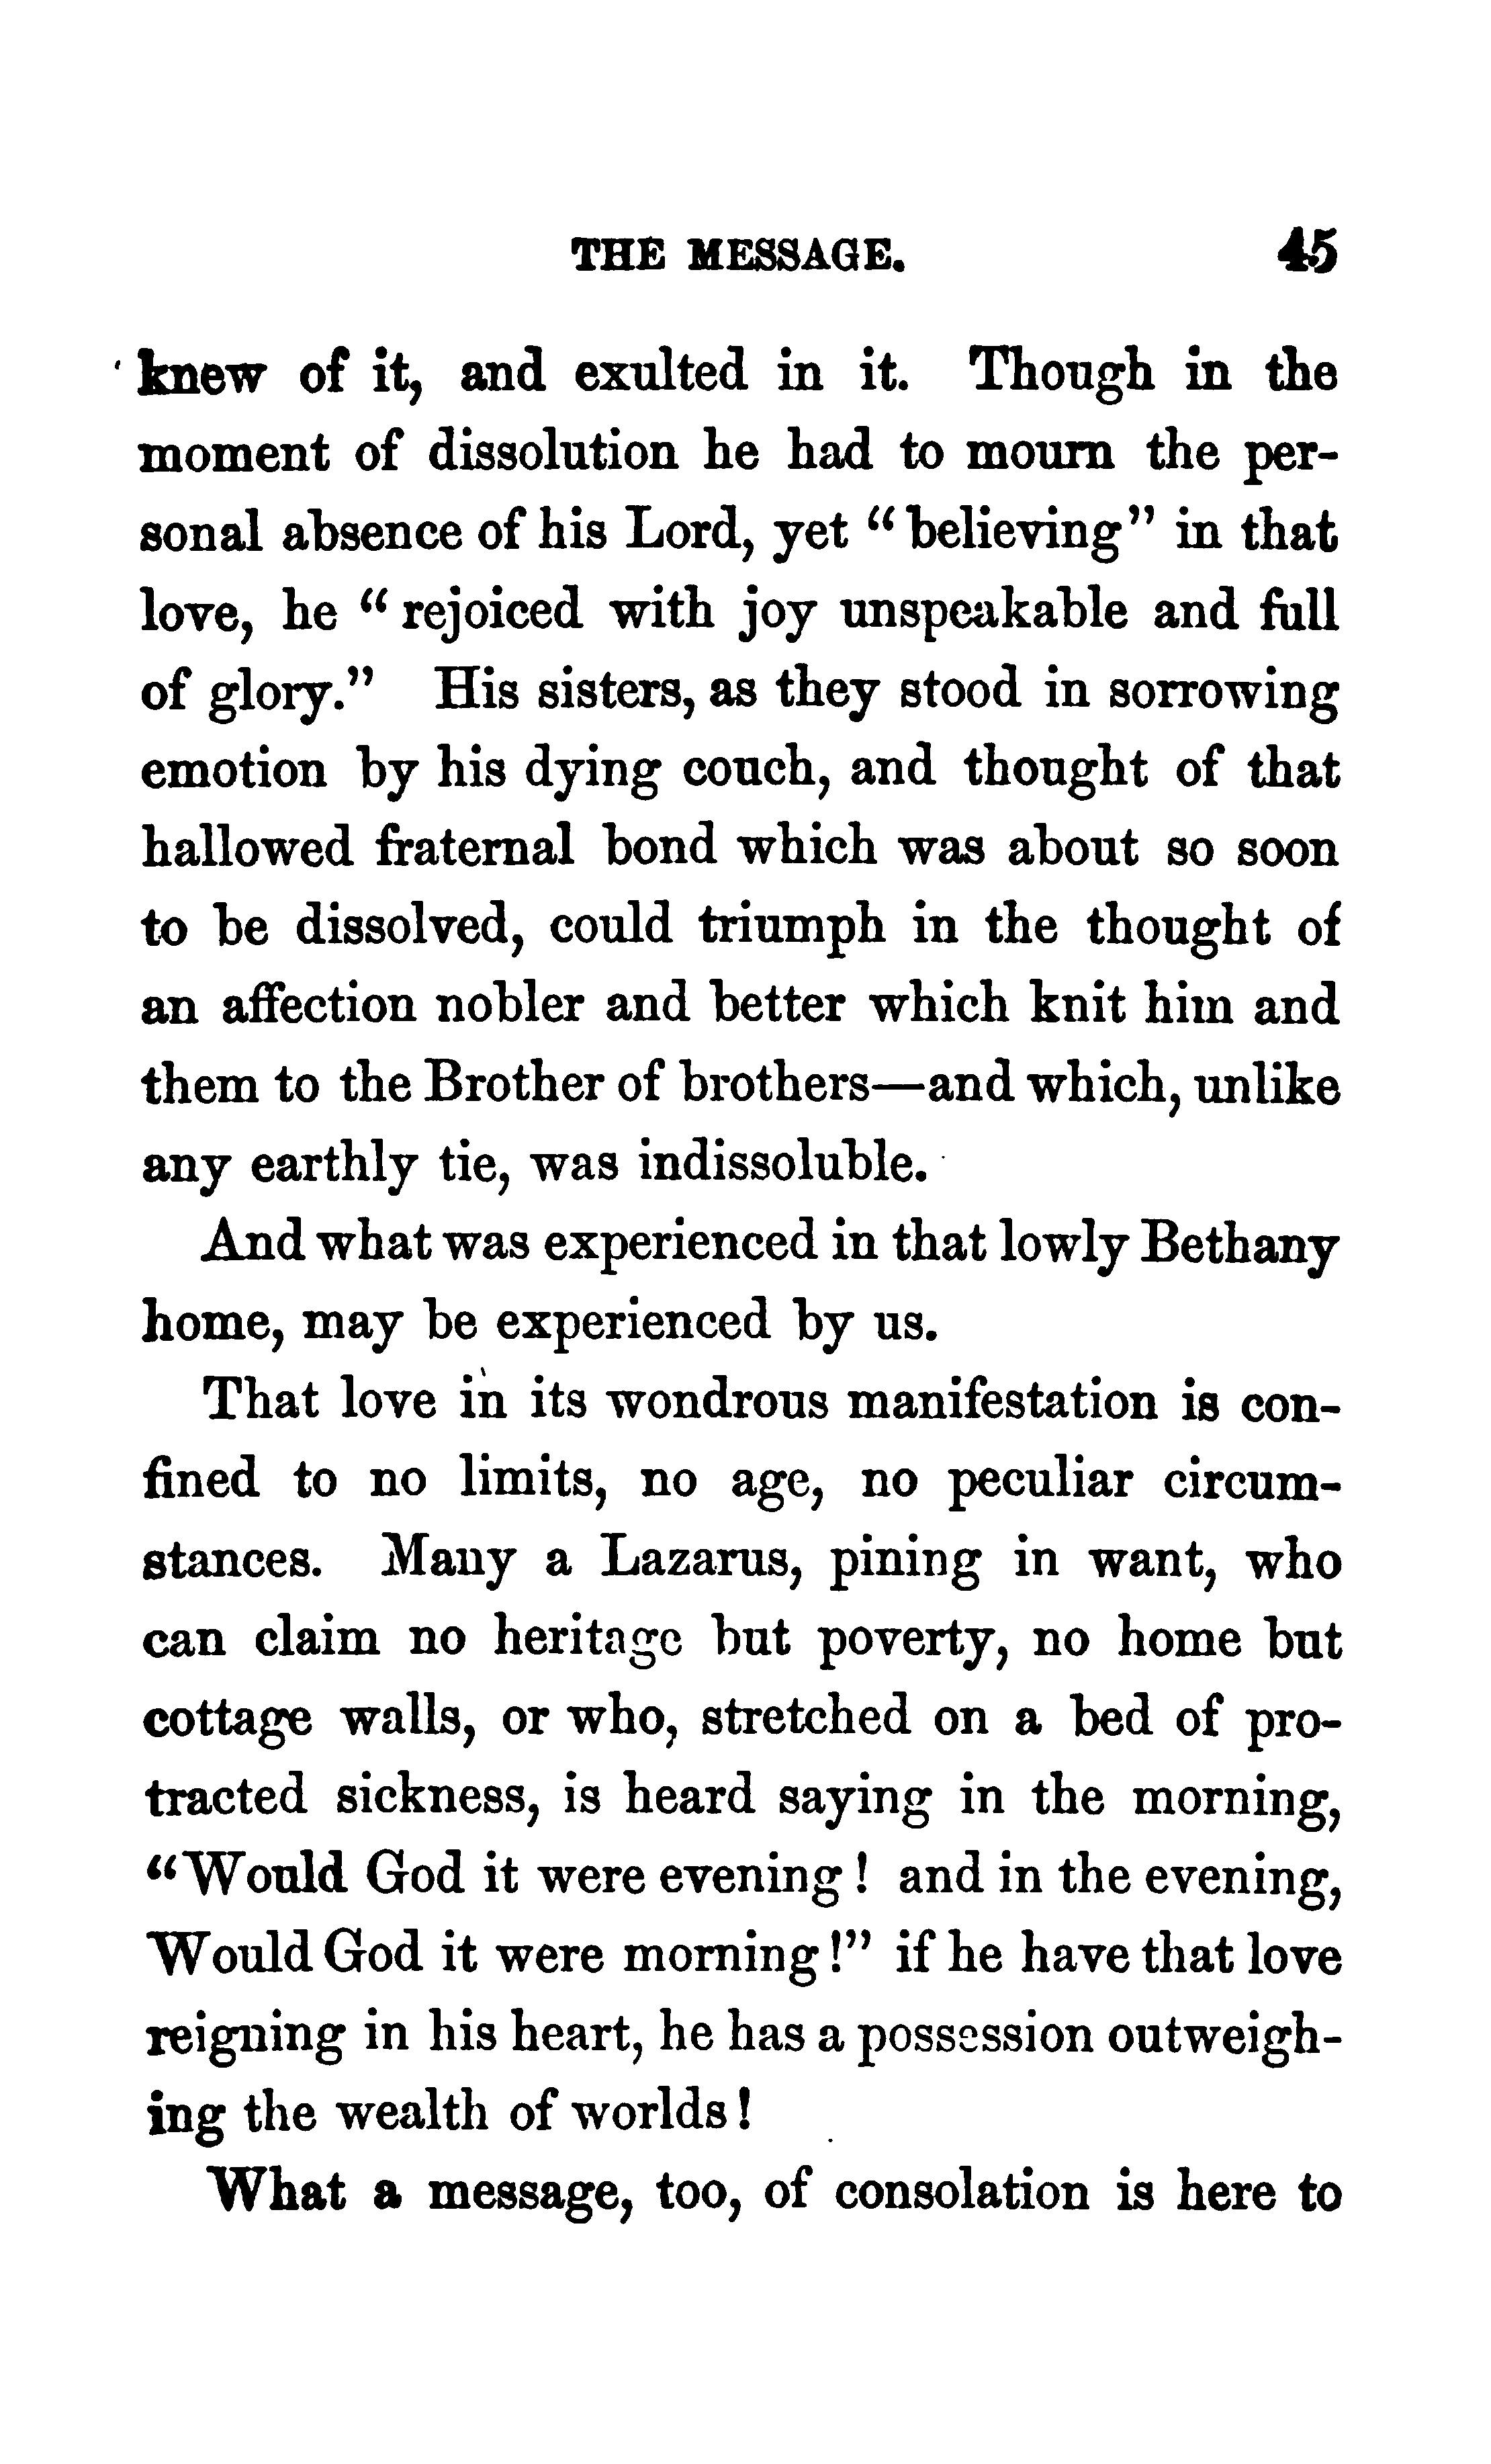 THE MESSAGE. 45
knew of it, and exulted in it. Though in the
moment of dissolution he had to mourn the per-
sonal absence of his Lord, yet "believing" in that
love, he "rejoiced with joy unspeakable and full
of glory." His sisters, as they stood in sorrowing
emotion by his dying couch, and thought of that
hallowed fraternal bond which was about so soon
to be dissolved, could triumph in the thought of
an affection nobler and better which knit him and
them to the Brother of brothers—and which, unlike
any earthly tie, was indissoluble.
And what was experienced in that lowly Bethany
home, may be experienced by us.
That love in its wondrous manifestation is con-
fined to no limits, no age, no peculiar circum-
stances. Many a Lazarus, pining in want, who
can claim no heritage but poverty, no home but
cottage walls, or who, stretched on a bed of pro-
tracted sickness, is heard saying in the morning,
"Would God it were evening! and in the evening,
Would God it were morning!" if he have that love
reigning in his heart, he has a possession outweigh-
ing the wealth of worlds!
What a message, too, of consolation is here to